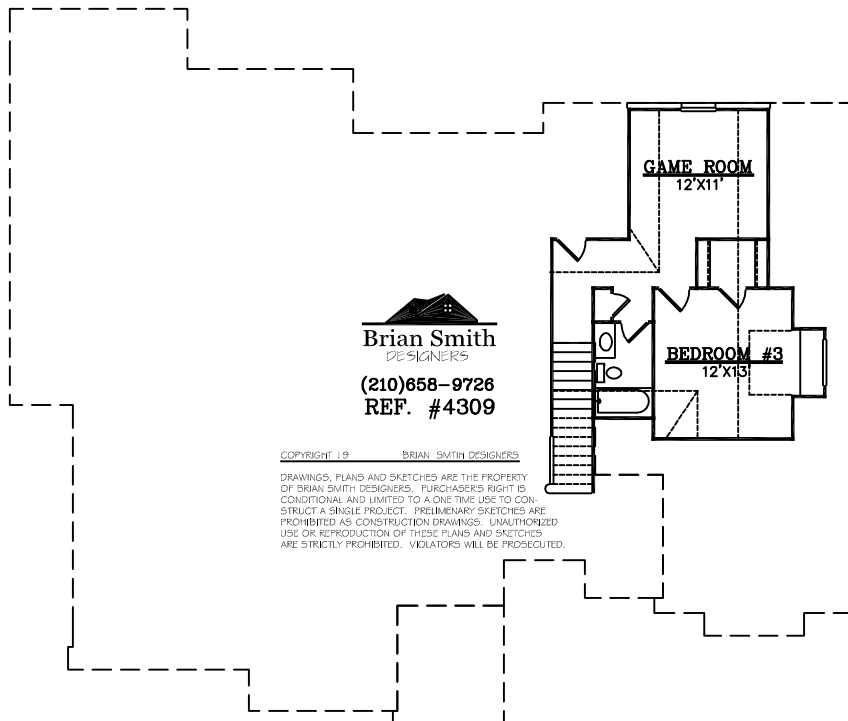 GAME ROOM
12'X11'
Brian Smith
DESIGNERS
BEDROOM #3
12'X13'
(210)658-9726
REF. #4309
COPYRIGHT 19 BRIAN SMTIH DESIGNERS
DRAWINGS, PLANS AND SKETCHES ARE THE PROPERTY
OF BRIAN SMITH DESIGNERS. PURCHASERS RIGHT IS
CONDITIONAL AND LIMITED TO A ONE TIME USE TO CON-
STRUCT A SINGLE PROJECT. PRELIMENARY SKETCHES ARE
PROHIBITED AS CONSTRUCTION DRAWINGS. UNAUTHORIZED
USE OR REPRODUCTION OF THESE PLANS AND SKETCHES
ARE STRICTLY PROHIBITED. VIOLATORS WILL BE PROSECUTED.